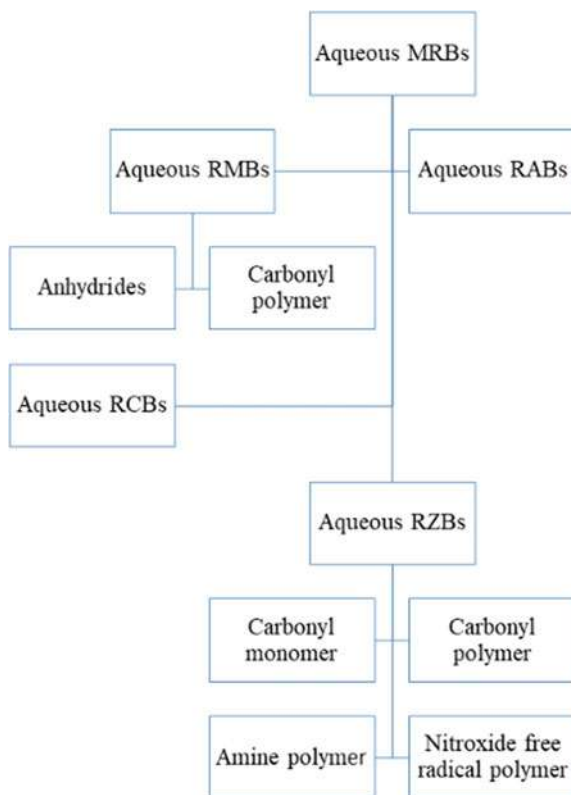 Aqueous MRBs
Aqueous RMBs
Aqueous RABs
Anhydrides
Carbonyl
polymer
Aqueous RCBs
Aqueous RZBs
Carbonyl
monomer
Carbonyl
polymer
Amine polymer
Nitroxide free
radical polymer